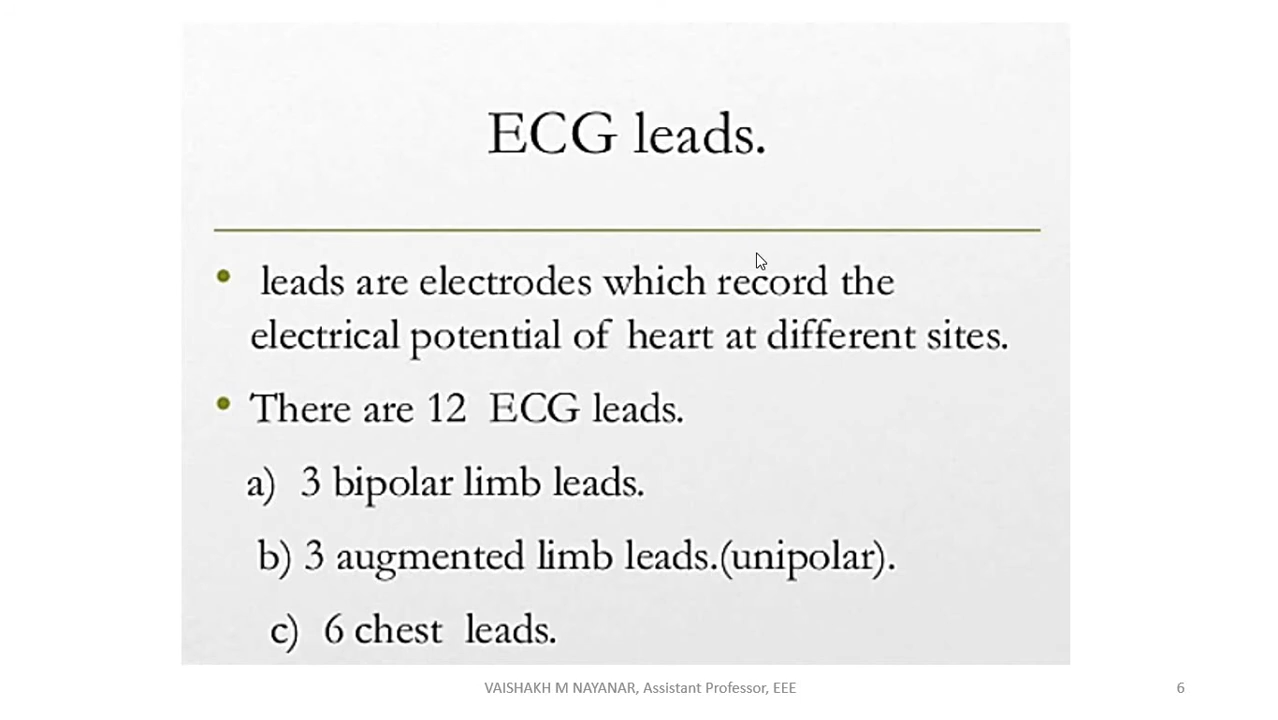 ECG leads.
• leads are electrodes which record the
electrical potential of heart at different sites.
• There are 12 ECG leads.
a) 3 bipolar limb leads.
b) 3 augmented limb leads.(unipolar).
c) 6 chest leads.
VAISHAKH M NAYANAR, Assistant Professor, EEE
6